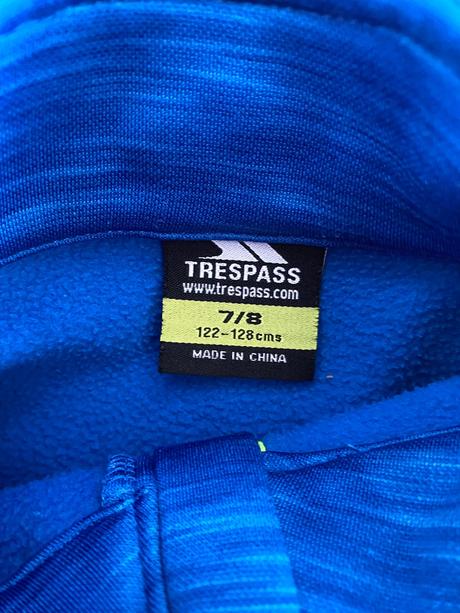 TRESPASS
www.trespass.com
7/8
122-128cms
MADE IN CHINA